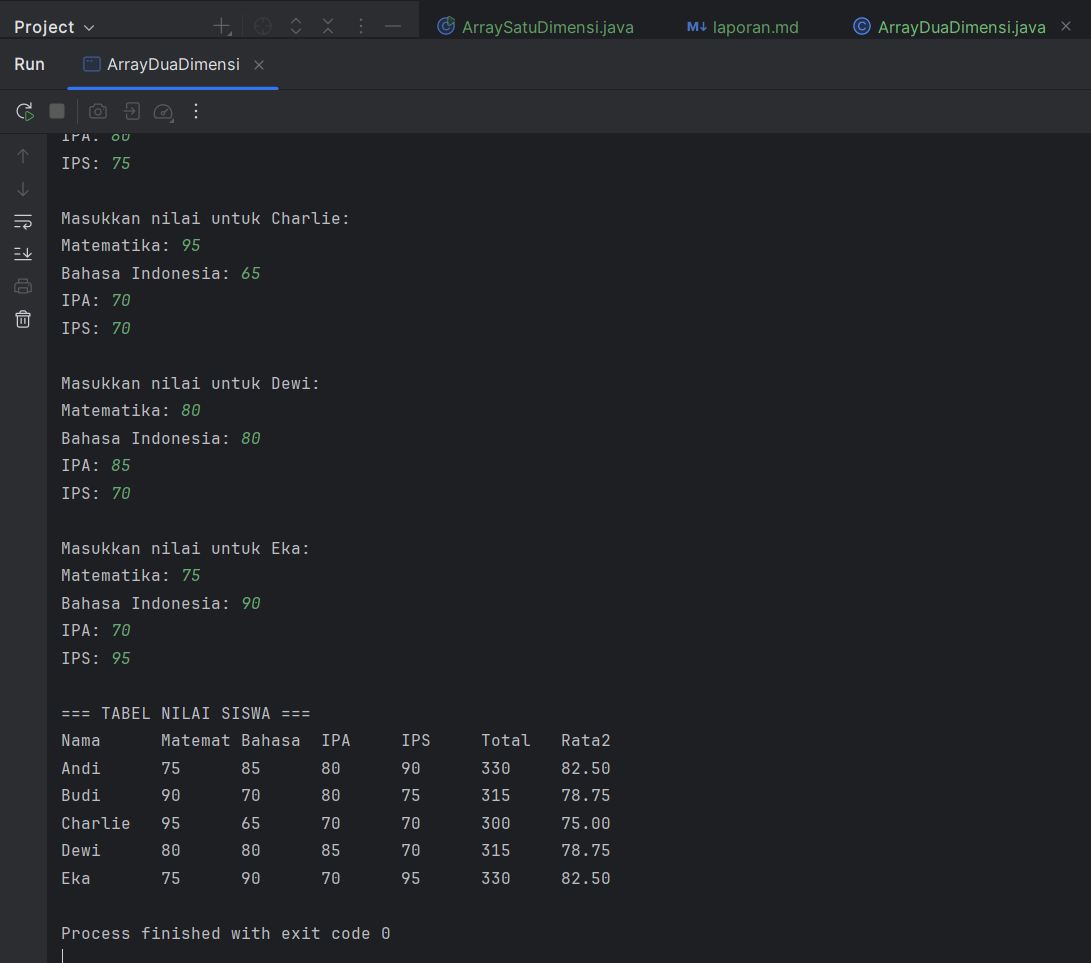 Project
ArraySatuDimensi.java
laporan.md
ArrayDuaDimensi.java
Run
ArrayDuaDimensi
IPA: 80
IPS: 75
Masukkan nilai untuk Charlie:
Matematika: 95
Bahasa Indonesia: 65
IPA: 70
IPS: 70
Masukkan nilai untuk Dewi:
Matematika: 80
Bahasa Indonesia: 80
IPA: 85
IPS: 70
Masukkan nilai untuk Eka:
Matematika: 75
Bahasa Indonesia: 90
IPA: 70
IPS: 95
=== TABEL NILAI SISWA ===
Nama Matemat Bahasa IPA IPS Total Rata2
Andi 75 85 80 90 330 82.50
Budi 90 70 80 75 315 78.75
Charlie 95 65 70 70 300 75.00
Dewi 80 80 85 70 315 78.75
Eka 75 90 70 95 330 82.50
Process finished with exit code 0